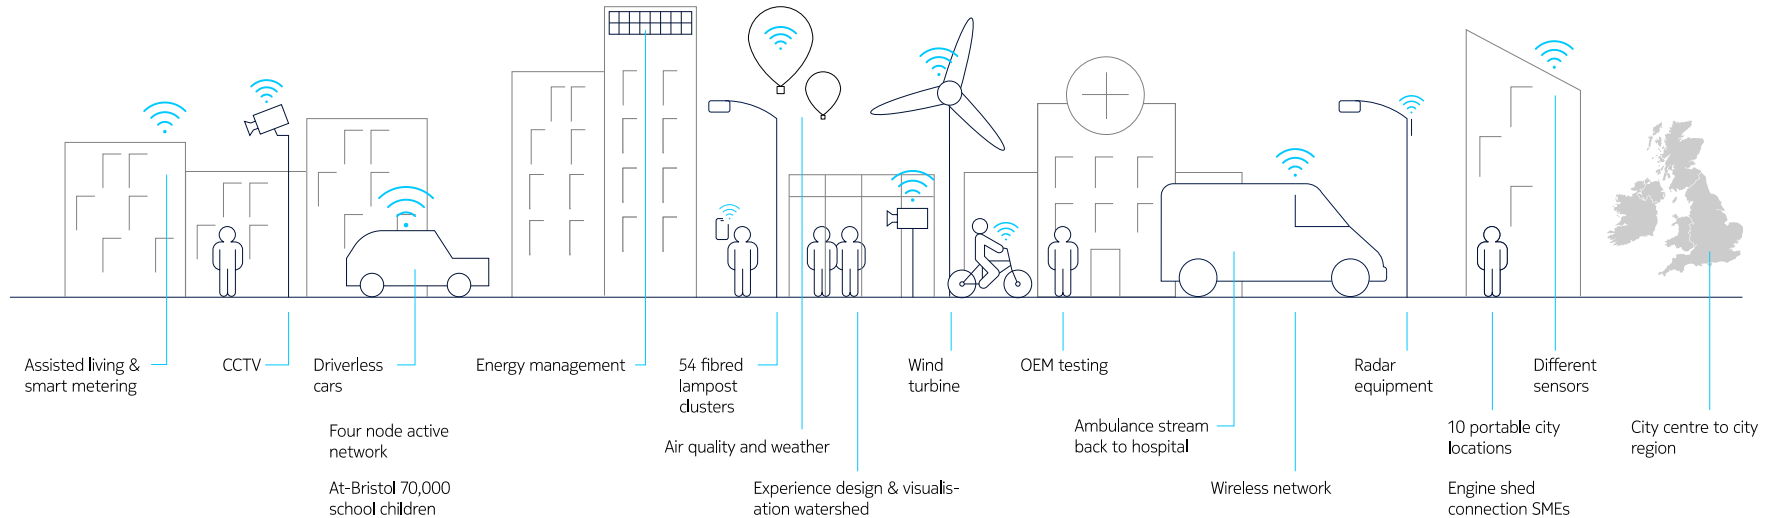 Assisted living &
smart metering
CCTV
Driverless
cars
Four node active
network
At-Bristol 70,000
school children
Energy management
54 fibred
lampost
clusters
Air quality and weather
Experience design & visualis-
ation watershed
Wind
turbine
OEM testing
Ambulance stream
back to hospital
Wireless network
Radar
equipment
10 portable city
locations
Engine shed
connection SMEs
Different
sensors
City centre to city
region